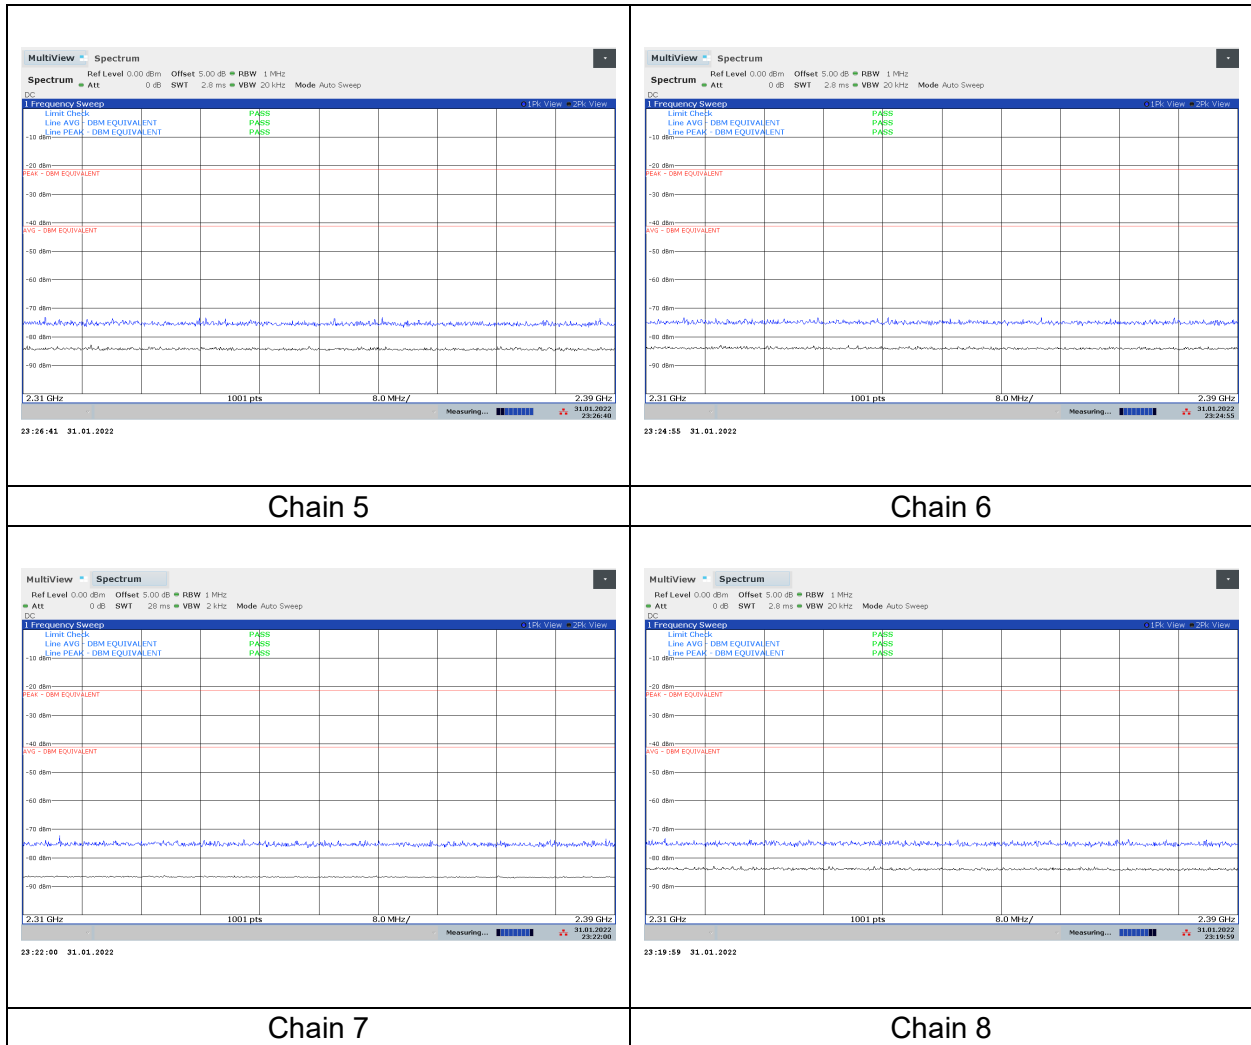 MultiView Spectrum
Ref Level 0.00 dBm Offset 5.00 dB RBW 1 MHz
Spectrum Att 0 dB SWT 2.8 ms VBW 20 kHz Mode Auto Sweep
DC
1 Frequency Sweep 1Pk View 2Pk View
Limit Check PASS
Line AVG - DBM EQUIVALENT PASS
Line PEAK - DBM EQUIVALENT PASS
-10 dBm
-20 dBm
PEAK - DBM EQUIVALENT
-30 dBm
-40 dBm
AVG - DBM EQUIVALENT
-50 dBm
-60 dBm
-70 dBm
-80 dBm
-90 dBm
2.31 GHz 1001 pts 8.0 MHz/ 2.39 GHz
Measuring... 31.01.2022
23:26:40
23:26:41 31.01.2022
Chain 5
MultiView Spectrum
Ref Level 0.00 dBm Offset 5.00 dB RBW 1 MHz
Spectrum Att 0 dB SWT 2.8 ms VBW 20 kHz Mode Auto Sweep
DC
1 Frequency Sweep 1Pk View 2Pk View
Limit Check PASS
Line AVG - DBM EQUIVALENT PASS
Line PEAK - DBM EQUIVALENT PASS
-10 dBm
-20 dBm
PEAK - DBM EQUIVALENT
-30 dBm
-40 dBm
AVG - DBM EQUIVALENT
-50 dBm
-60 dBm
-70 dBm
-80 dBm
-90 dBm
2.31 GHz 1001 pts 8.0 MHz/ 2.39 GHz
Measuring... 31.01.2022
23:24:55
23:24:55 31.01.2022
Chain 6
MultiView Spectrum
Ref Level 0.00 dBm Offset 5.00 dB RBW 1 MHz
Att 0 dB SWT 28 ms VBW 2 kHz Mode Auto Sweep
DC
1 Frequency Sweep 1Pk View 2Pk View
Limit Check PASS
Line AVG - DBM EQUIVALENT PASS
Line PEAK - DBM EQUIVALENT PASS
-10 dBm
-20 dBm
PEAK - DBM EQUIVALENT
-30 dBm
-40 dBm
AVG - DBM EQUIVALENT
-50 dBm
-60 dBm
-70 dBm
-80 dBm
-90 dBm
2.31 GHz 1001 pts 8.0 MHz/ 2.39 GHz
Measuring... 31.01.2022
23:22:00
23:22:00 31.01.2022
Chain 7
MultiView Spectrum
Ref Level 0.00 dBm Offset 5.00 dB RBW 1 MHz
Att 0 dB SWT 2.8 ms VBW 20 kHz Mode Auto Sweep
DC
1 Frequency Sweep 1Pk View 2Pk View
Limit Check PASS
Line AVG - DBM EQUIVALENT PASS
Line PEAK - DBM EQUIVALENT PASS
-10 dBm
-20 dBm
PEAK - DBM EQUIVALENT
-30 dBm
-40 dBm
AVG - DBM EQUIVALENT
-50 dBm
-60 dBm
-70 dBm
-80 dBm
-90 dBm
2.31 GHz 1001 pts 8.0 MHz/ 2.39 GHz
Measuring... 31.01.2022
23:19:59
23:19:59 31.01.2022
Chain 8